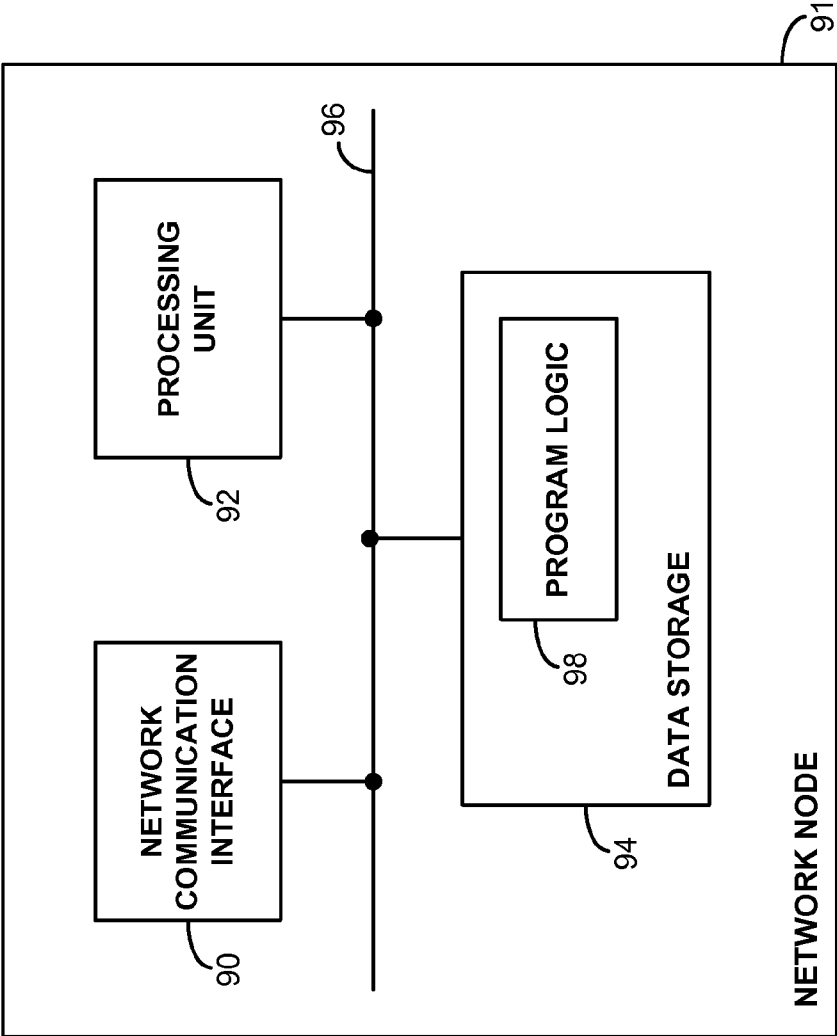 NETWORK
COMMUNICATION
INTERFACE
90
PROCESSING
UNIT
92
96
PROGRAM LOGIC
98
DATA STORAGE
94
NETWORK NODE
91